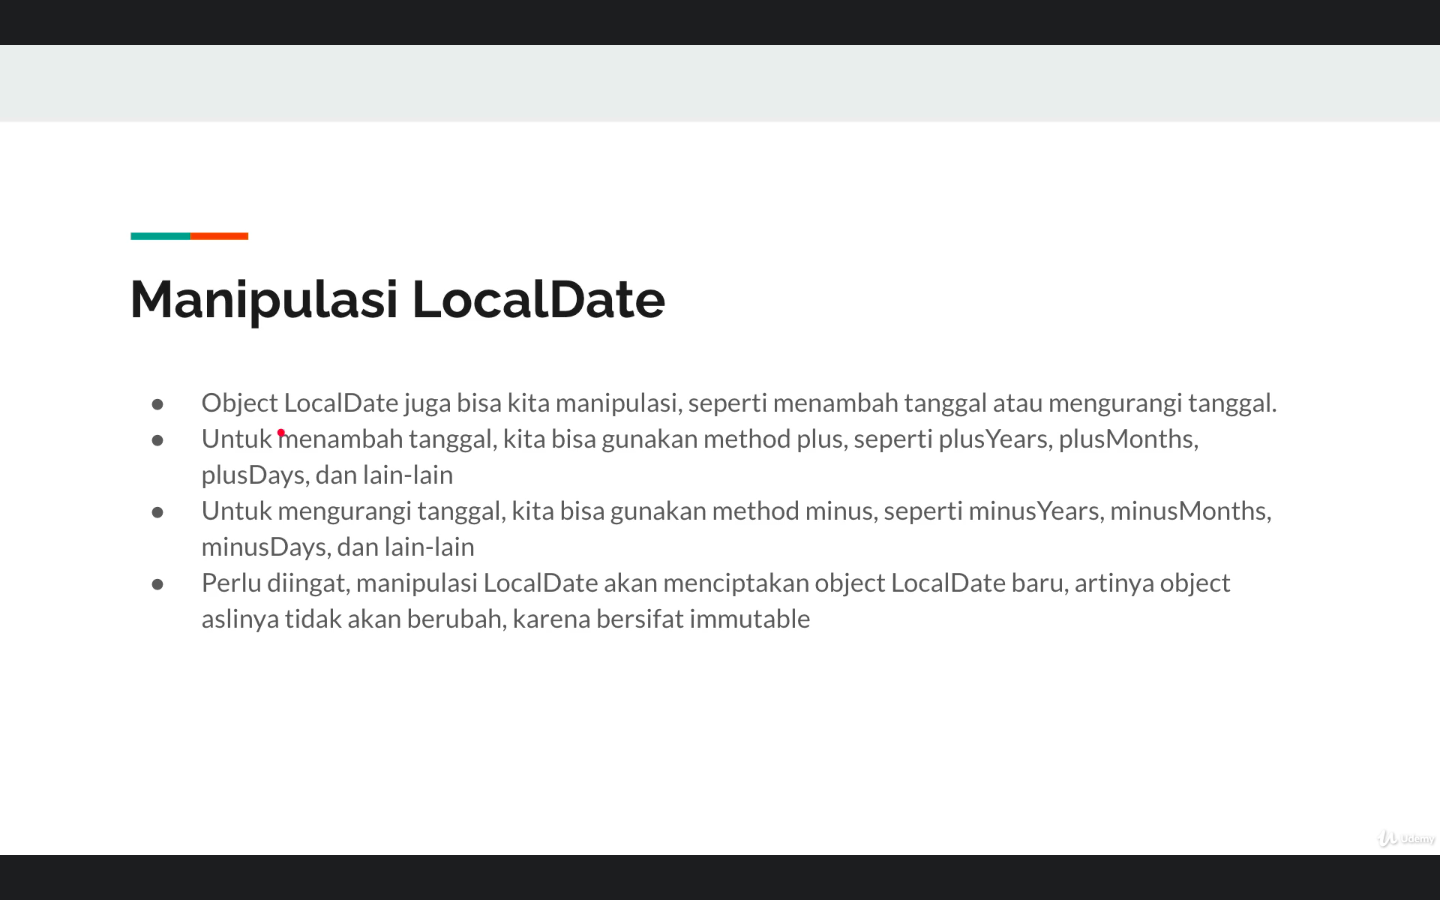 Manipulasi LocalDate
● Object LocalDate juga bisa kita manipulasi, seperti menambah tanggal atau mengurangi tanggal.
● Untuk menambah tanggal, kita bisa gunakan method plus, seperti plusYears, plusMonths,
plusDays, dan lain-lain
● Untuk mengurangi tanggal, kita bisa gunakan method minus, seperti minusYears, minusMonths,
minusDays, dan lain-lain
● Perlu diingat, manipulasi LocalDate akan menciptakan object LocalDate baru, artinya object
aslinya tidak akan berubah, karena bersifat immutable
Udemy